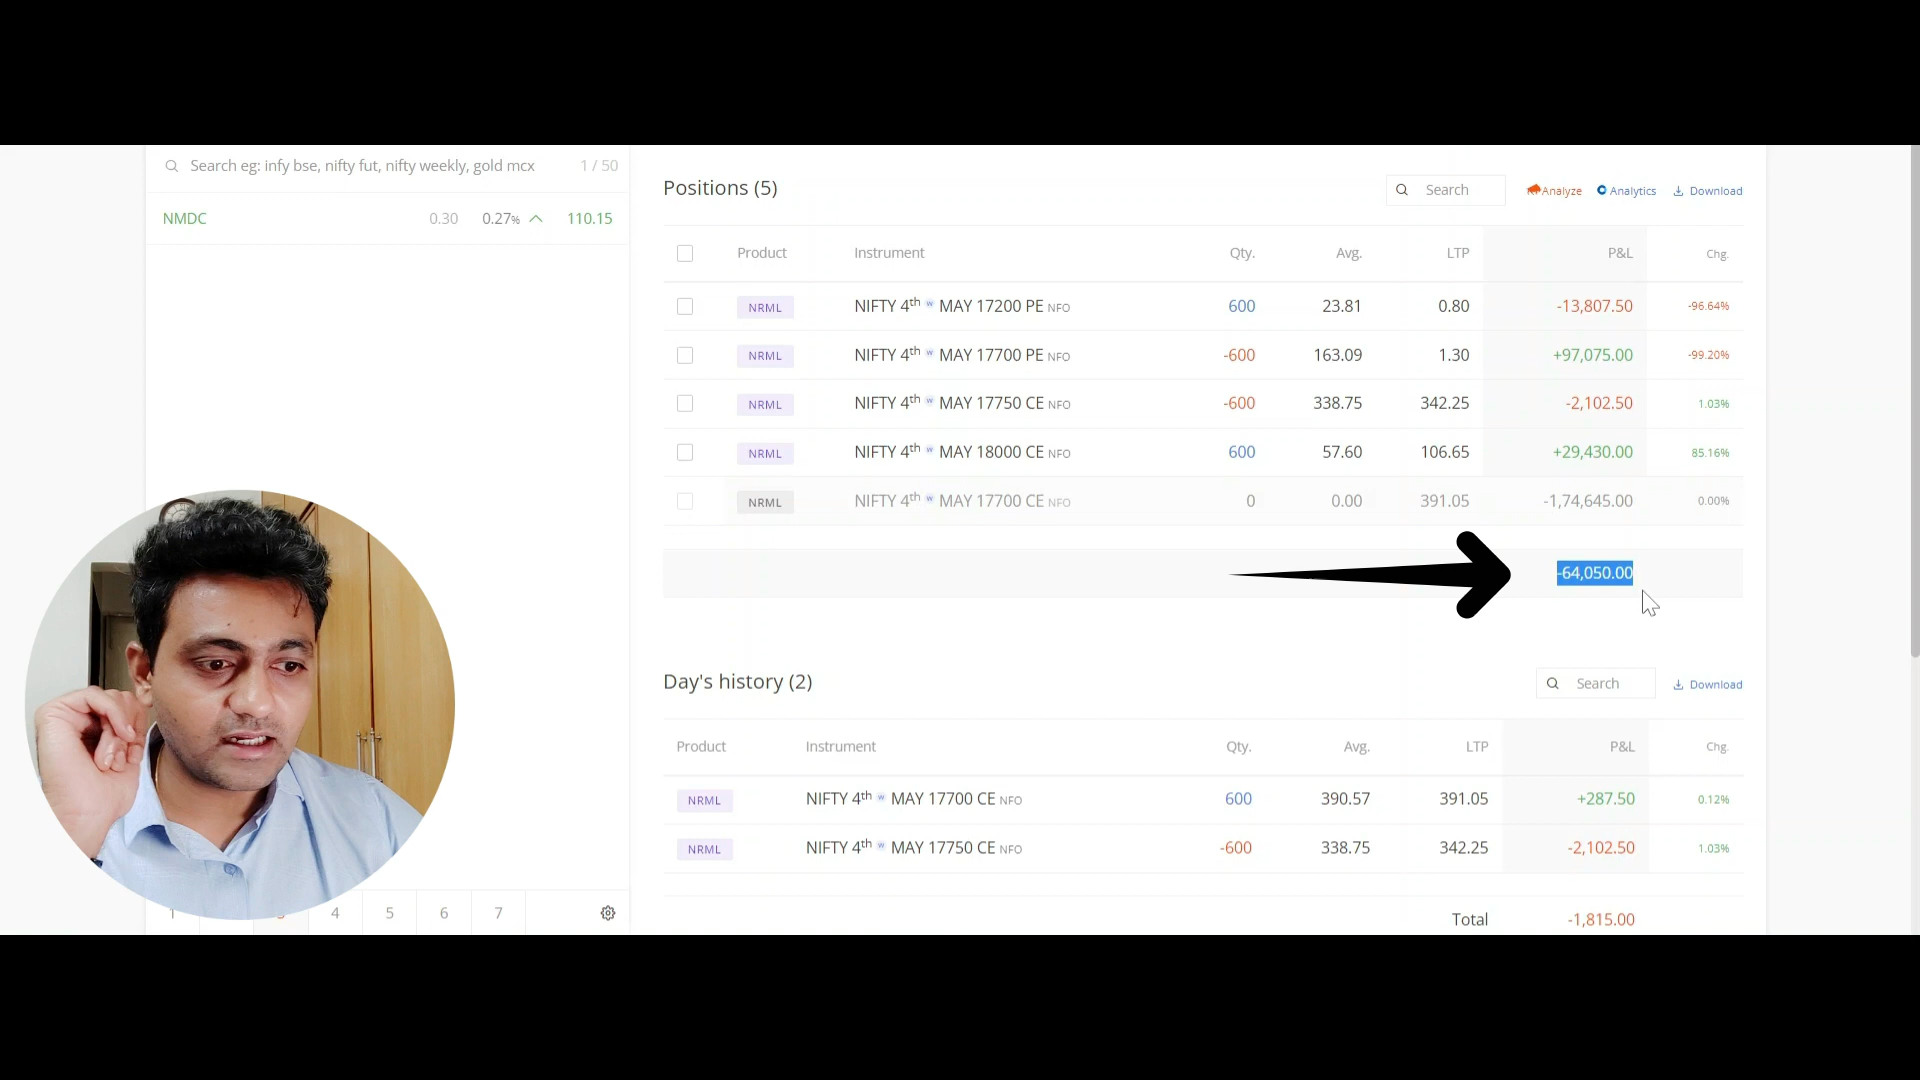 Search eg: infy bse, nifty fut, nifty weekly, gold mcx 1 / 50
NMDC 0.30 0.27% 110.15
Positions (5) Search Analyze Analytics Download
Product Instrument Qty. Avg. LTP P&L Chg.
NRML NIFTY 4th w MAY 17200 PE NFO 600 23.81 0.80 -13,807.50 -96.64%
NRML NIFTY 4th w MAY 17700 PE NFO -600 163.09 1.30 +97,075.00 -99.20%
NRML NIFTY 4th w MAY 17750 CE NFO -600 338.75 342.25 -2,102.50 1.03%
NRML NIFTY 4th w MAY 18000 CE NFO 600 57.60 106.65 +29,430.00 85.16%
NRML NIFTY 4th w MAY 17700 CE NFO 0 0.00 391.05 -1,74,645.00 0.00%
-64,050.00
Day's history (2) Search Download
Product Instrument Qty. Avg. LTP P&L Chg.
NRML NIFTY 4th w MAY 17700 CE NFO 600 390.57 391.05 +287.50 0.12%
NRML NIFTY 4th w MAY 17750 CE NFO -600 338.75 342.25 -2,102.50 1.03%
Total -1,815.00
4 5 6 7